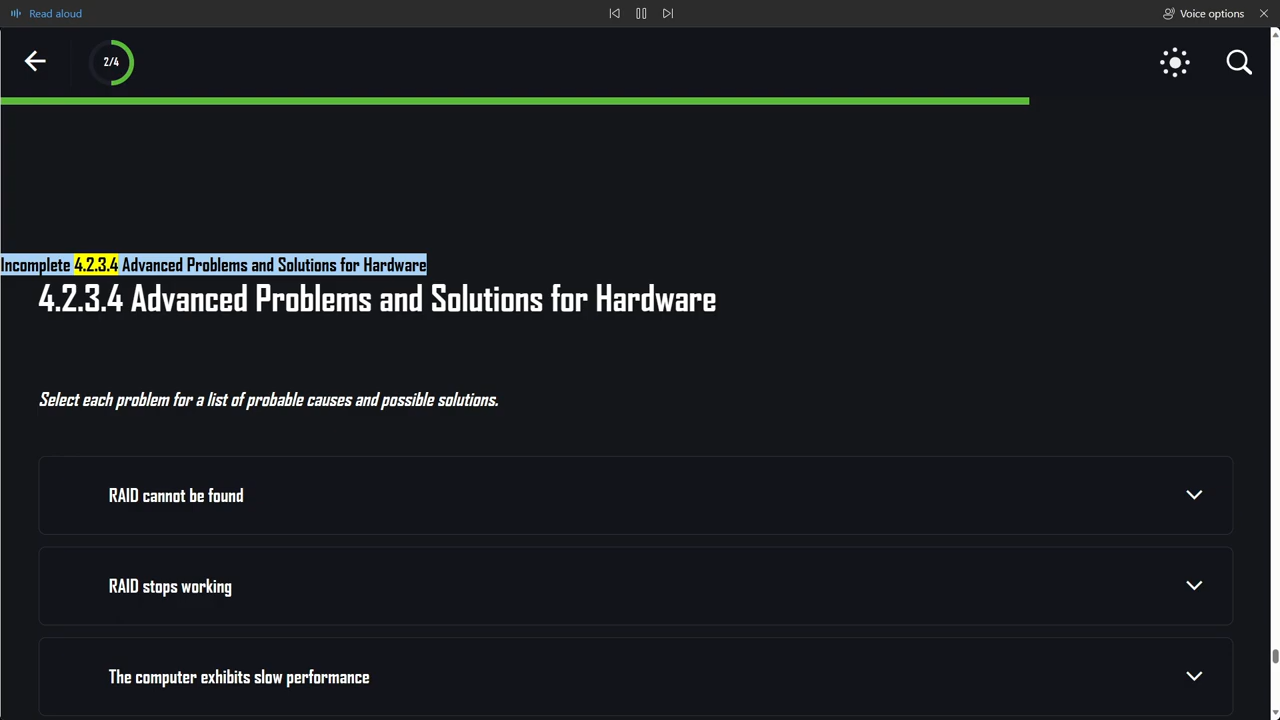 Read aloud
Voice options
2/4
Incomplete 4.2.3.4 Advanced Problems and Solutions for Hardware
4.2.3.4 Advanced Problems and Solutions for Hardware
Select each problem for a list of probable causes and possible solutions.
RAID cannot be found
RAID stops working
The computer exhibits slow performance